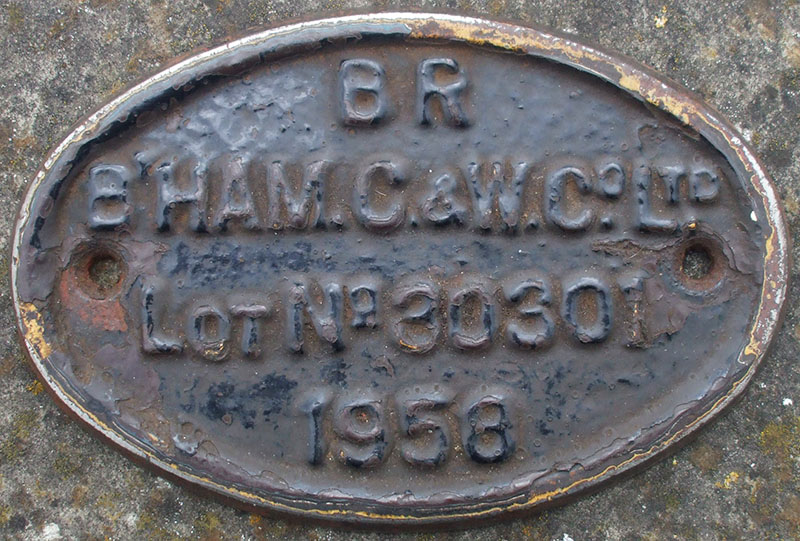 BR
B'HAM.C.&W.Cº.LTD
LOT Nº 30301
1958